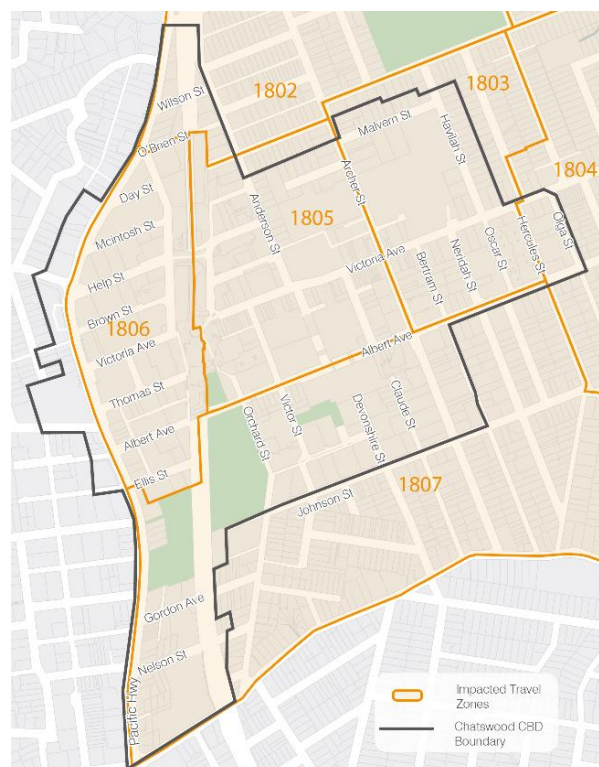 1802
1803
1804
1805
1806
1807
Wilson St
O'Brien St
Day St
Mcintosh St
Help St
Brown St
Victoria Ave
Thomas St
Albert Ave
Ellis St
Malvern St
Havilah St
Archer St
Anderson St
Victoria Ave
Bertram St
Neridah St
Oscar St
Hercules St
Olga St
Albert Ave
Orchard St
Victor St
Devonshire St
Claude St
Johnson St
Gordon Ave
Nelson St
Pacific Hwy
Impacted Travel
Zones
Chatswood CBD
Boundary